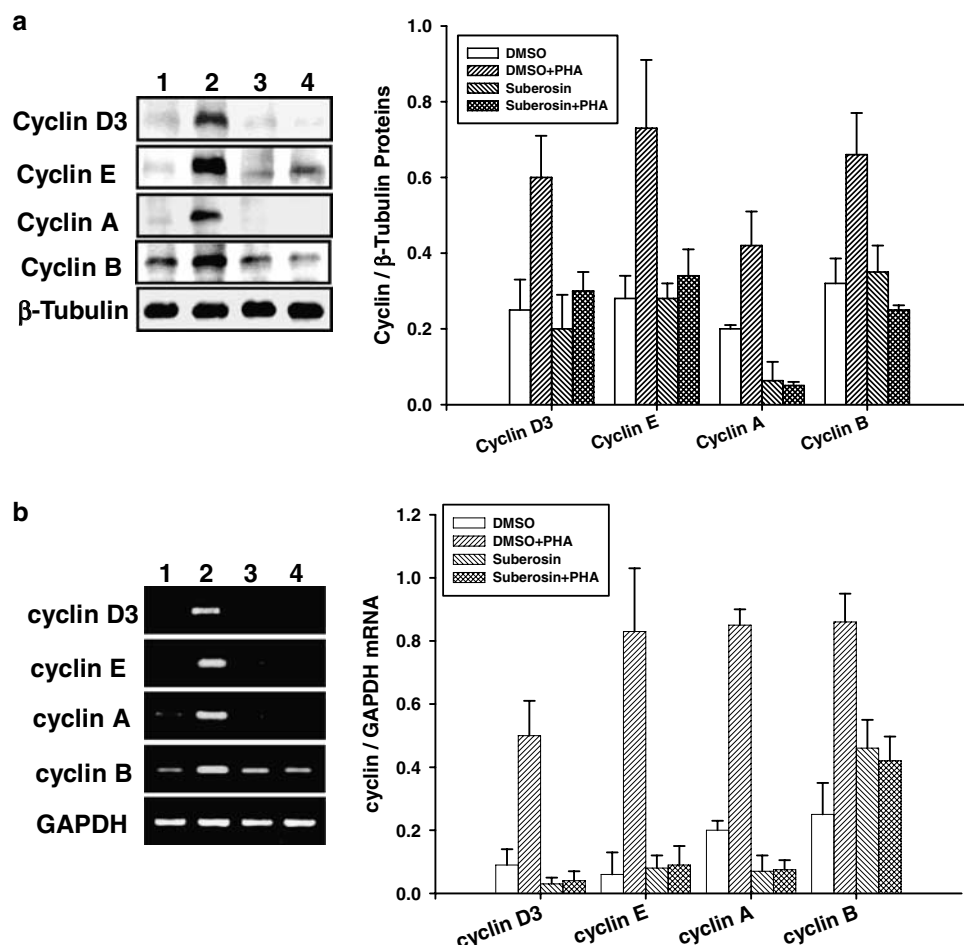 a
1 2 3 4
Cyclin D3
Cyclin E
Cyclin A
Cyclin B
β-Tubulin
Cyclin / β-Tubulin Proteins
1.0
0.8
0.6
0.4
0.2
0.0
DMSO
DMSO+PHA
Suberosin
Suberosin+PHA
Cyclin D3
Cyclin E
Cyclin A
Cyclin B
b
1 2 3 4
cyclin D3
cyclin E
cyclin A
cyclin B
GAPDH
cyclin / GAPDH mRNA
1.2
1.0
0.8
0.6
0.4
0.2
0.0
DMSO
DMSO+PHA
Suberosin
Suberosin+PHA
cyclin D3
cyclin E
cyclin A
cyclin B